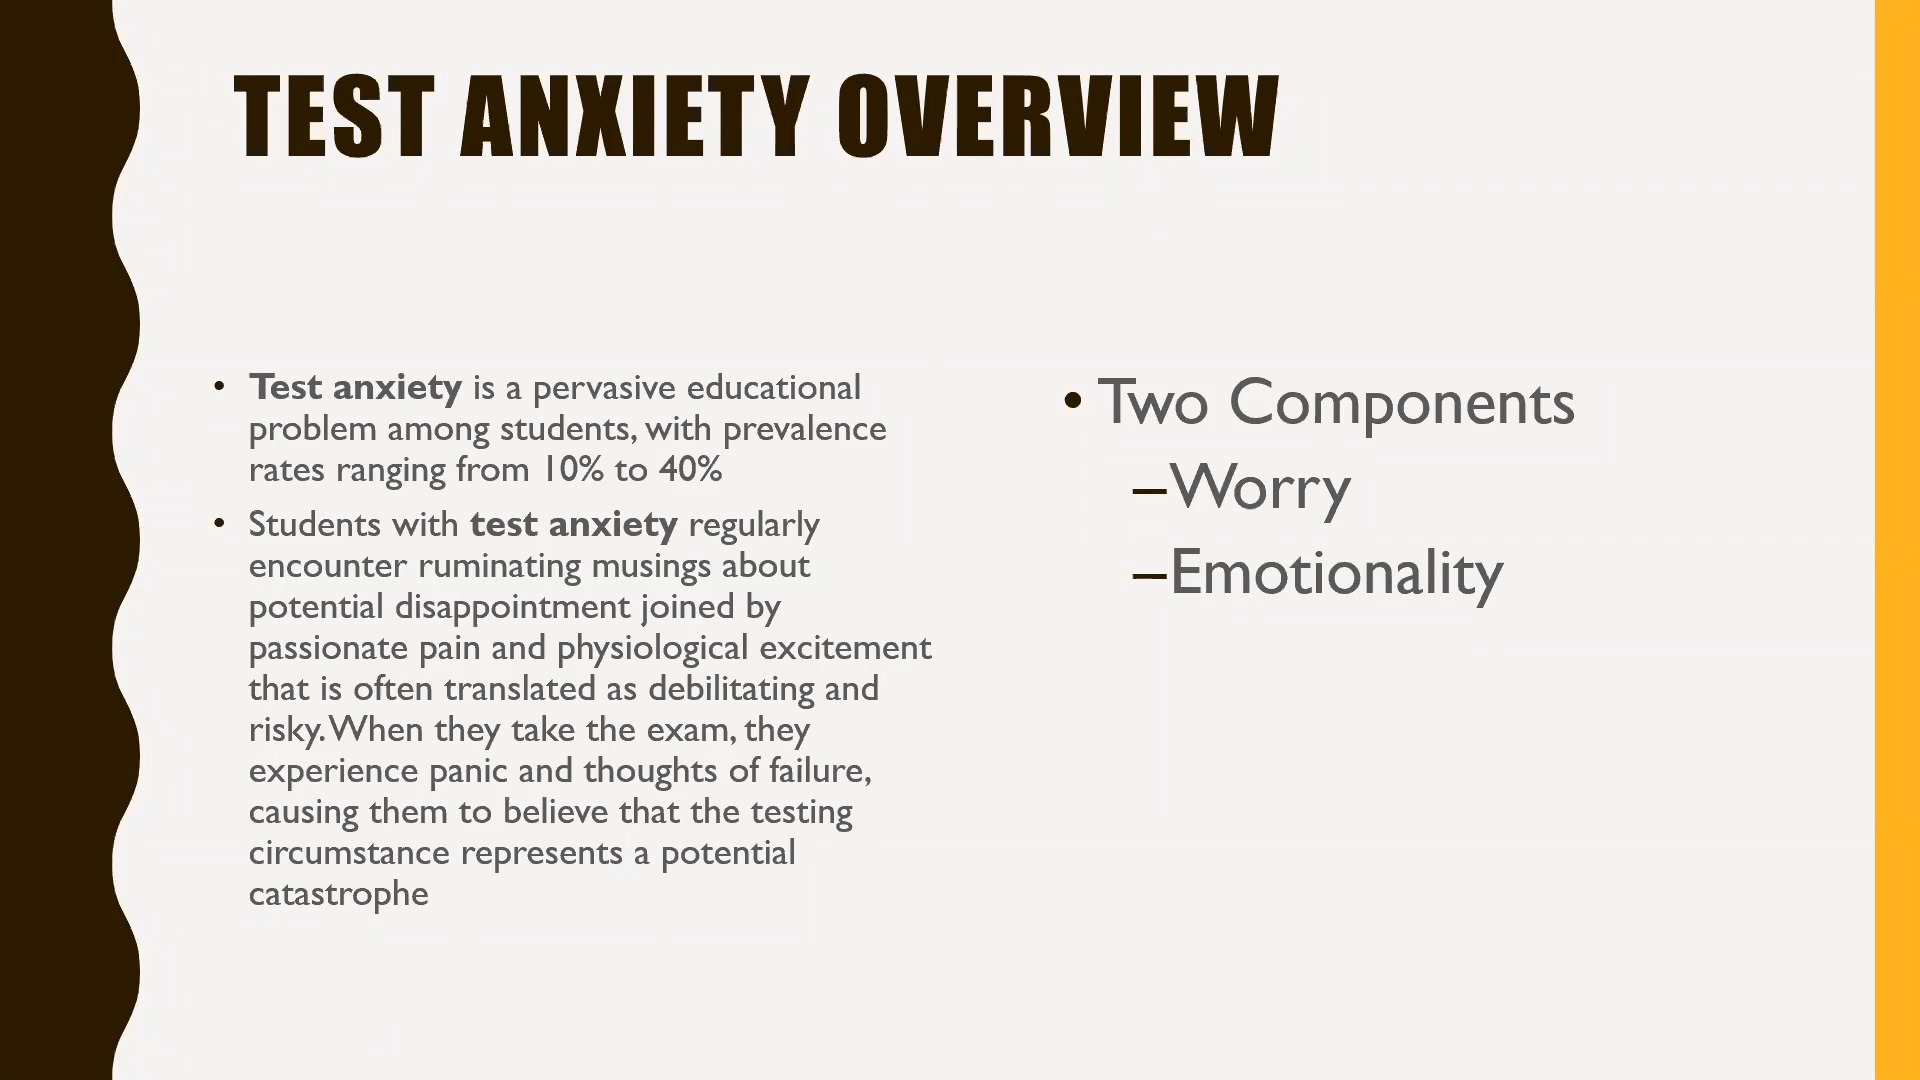 TEST ANXIETY OVERVIEW
• Test anxiety is a pervasive educational
problem among students, with prevalence
rates ranging from 10% to 40%
• Students with test anxiety regularly
encounter ruminating musings about
potential disappointment joined by
passionate pain and physiological excitement
that is often translated as debilitating and
risky. When they take the exam, they
experience panic and thoughts of failure,
causing them to believe that the testing
circumstance represents a potential
catastrophe
• Two Components
–Worry
–Emotionality